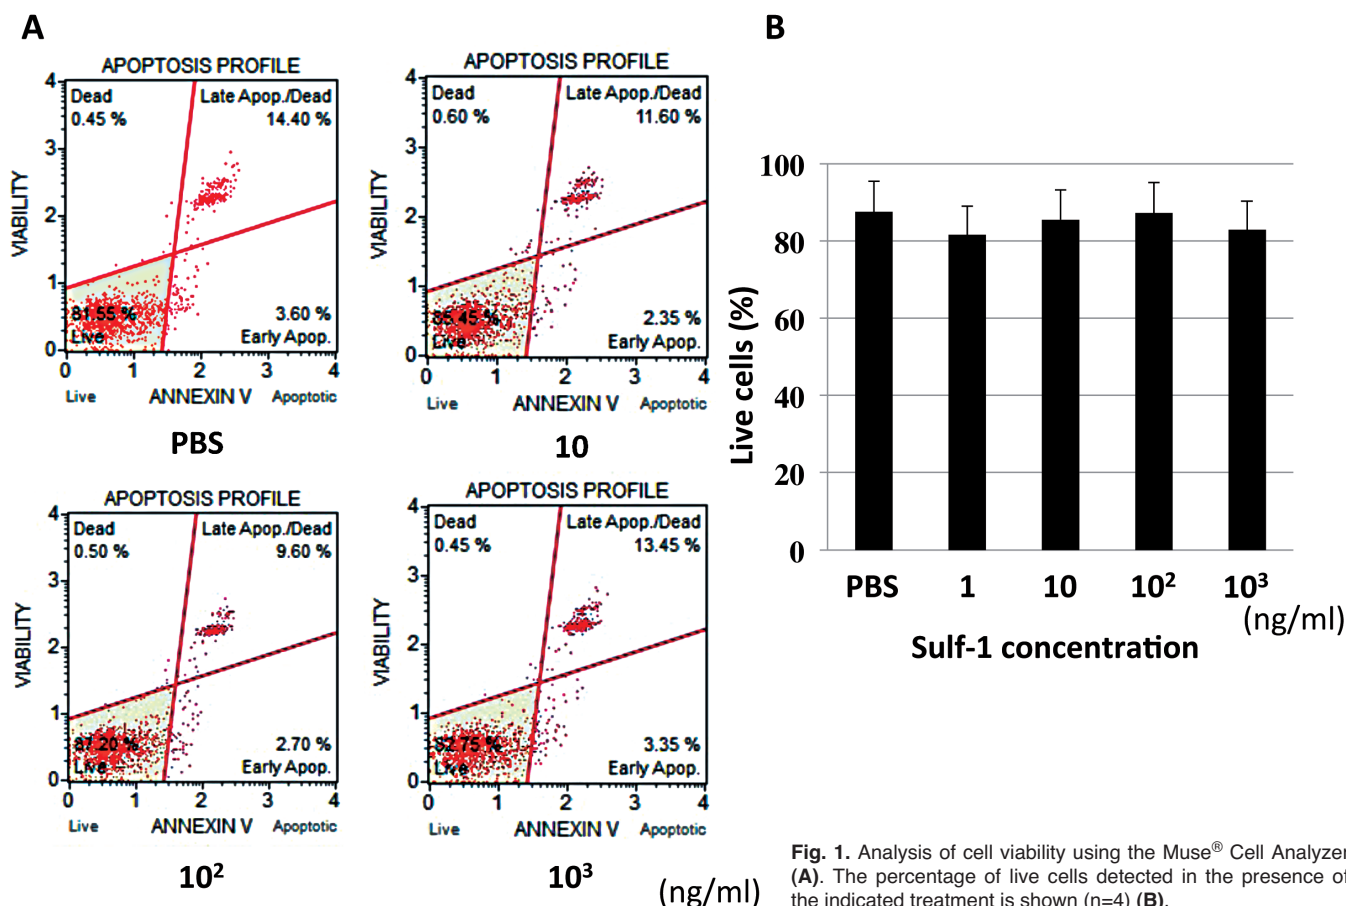 A
APOPTOSIS PROFILE
Dead
0.45 %
Late Apop./Dead
14.40 %
81.55 %
Live
3.60 %
Early Apop.
VIABILITY
4
3
2
1
0
0 1 2 3 4
Live ANNEXIN V Apoptotic
PBS
APOPTOSIS PROFILE
Dead
0.60 %
Late Apop./Dead
11.60 %
85.45 %
Live
2.35 %
Early Apop.
VIABILITY
4
3
2
1
0
0 1 2 3 4
Live ANNEXIN V Apoptotic
10
APOPTOSIS PROFILE
Dead
0.50 %
Late Apop./Dead
9.60 %
87.20 %
Live
2.70 %
Early Apop.
VIABILITY
4
3
2
1
0
0 1 2 3 4
Live ANNEXIN V Apoptotic
10²
APOPTOSIS PROFILE
Dead
0.45 %
Late Apop./Dead
13.45 %
82.75 %
Live
3.35 %
Early Apop.
VIABILITY
4
3
2
1
0
0 1 2 3 4
Live ANNEXIN V Apoptotic
10³
(ng/ml)
B
Live cells (%)
100
80
60
40
20
0
PBS 1 10 10² 10³
(ng/ml)
Sulf-1 concentration
Fig. 1. Analysis of cell viability using the Muse® Cell Analyzer
(A). The percentage of live cells detected in the presence of
the indicated treatment is shown (n=4) (B).